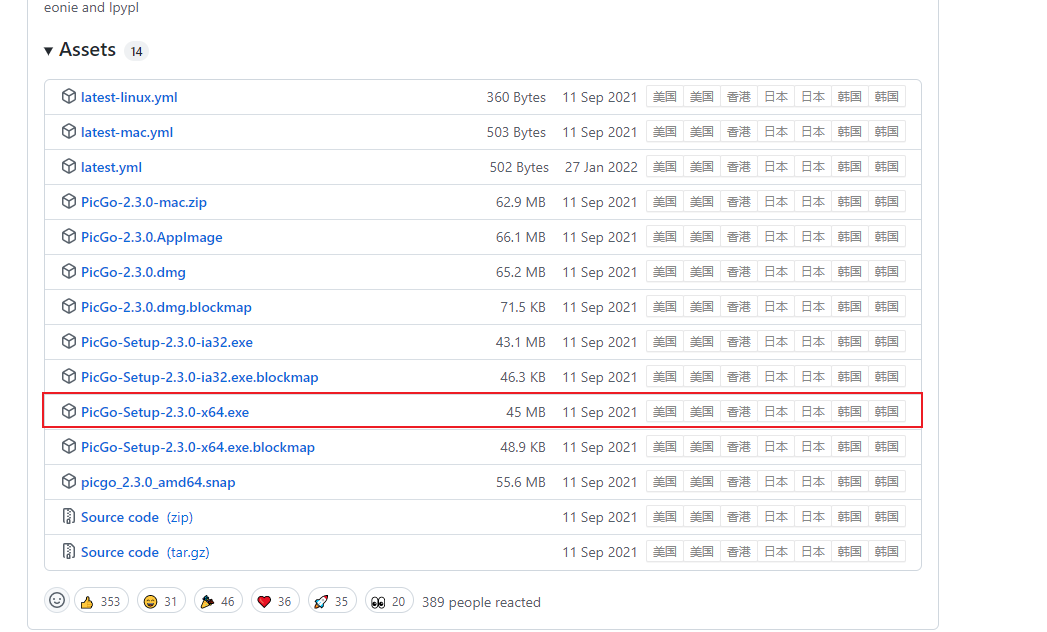 eonie and lpypl
▾ Assets 14
latest-linux.yml 360 Bytes 11 Sep 2021 美国 美国 香港 日本 日本 韩国 韩国
latest-mac.yml 503 Bytes 11 Sep 2021 美国 美国 香港 日本 日本 韩国 韩国
latest.yml 502 Bytes 27 Jan 2022 美国 美国 香港 日本 日本 韩国 韩国
PicGo-2.3.0-mac.zip 62.9 MB 11 Sep 2021 美国 美国 香港 日本 日本 韩国 韩国
PicGo-2.3.0.AppImage 66.1 MB 11 Sep 2021 美国 美国 香港 日本 日本 韩国 韩国
PicGo-2.3.0.dmg 65.2 MB 11 Sep 2021 美国 美国 香港 日本 日本 韩国 韩国
PicGo-2.3.0.dmg.blockmap 71.5 KB 11 Sep 2021 美国 美国 香港 日本 日本 韩国 韩国
PicGo-Setup-2.3.0-ia32.exe 43.1 MB 11 Sep 2021 美国 美国 香港 日本 日本 韩国 韩国
PicGo-Setup-2.3.0-ia32.exe.blockmap 46.3 KB 11 Sep 2021 美国 美国 香港 日本 日本 韩国 韩国
PicGo-Setup-2.3.0-x64.exe 45 MB 11 Sep 2021 美国 美国 香港 日本 日本 韩国 韩国
PicGo-Setup-2.3.0-x64.exe.blockmap 48.9 KB 11 Sep 2021 美国 美国 香港 日本 日本 韩国 韩国
picgo_2.3.0_amd64.snap 55.6 MB 11 Sep 2021 美国 美国 香港 日本 日本 韩国 韩国
Source code (zip) 11 Sep 2021 美国 美国 香港 日本 日本 韩国 韩国
Source code (tar.gz) 11 Sep 2021 美国 美国 香港 日本 日本 韩国 韩国
353 31 46 36 35 20 389 people reacted